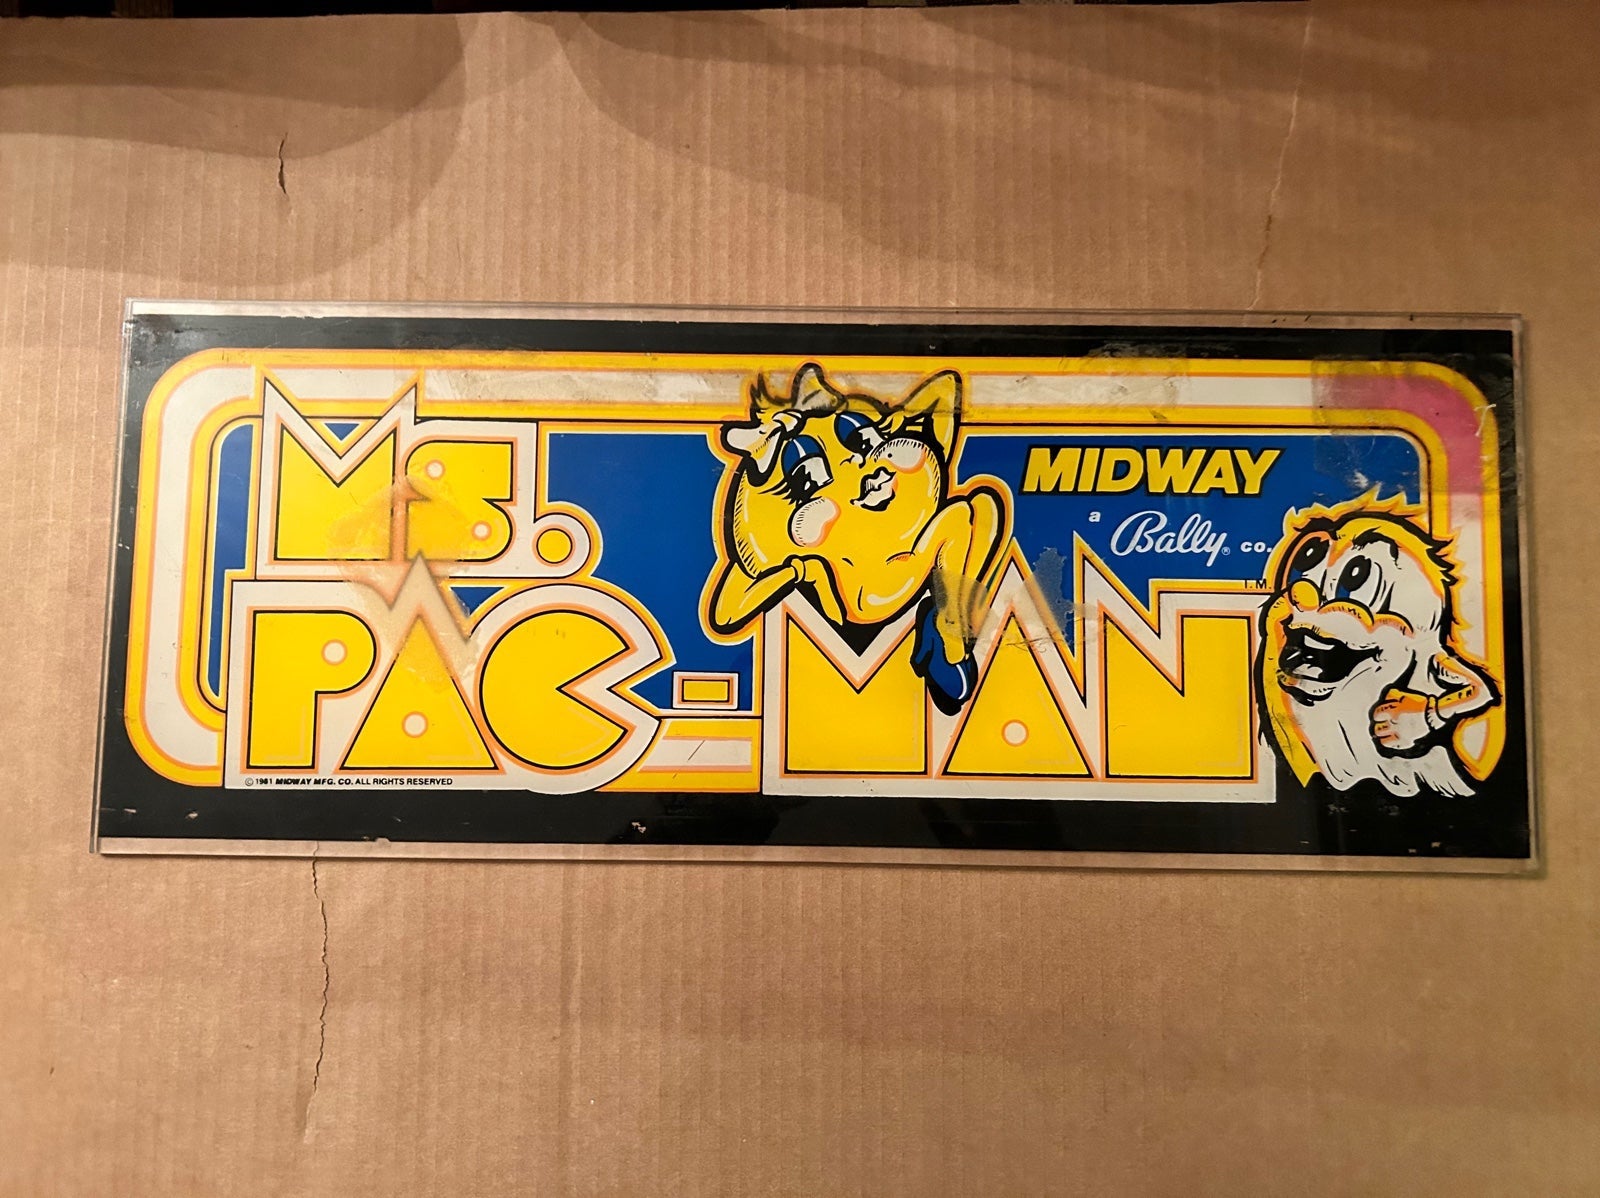 MS.
PAC-MAN
MIDWAY
a Bally® co.
T.M.
© 1981 MIDWAY MFG. CO. ALL RIGHTS RESERVED